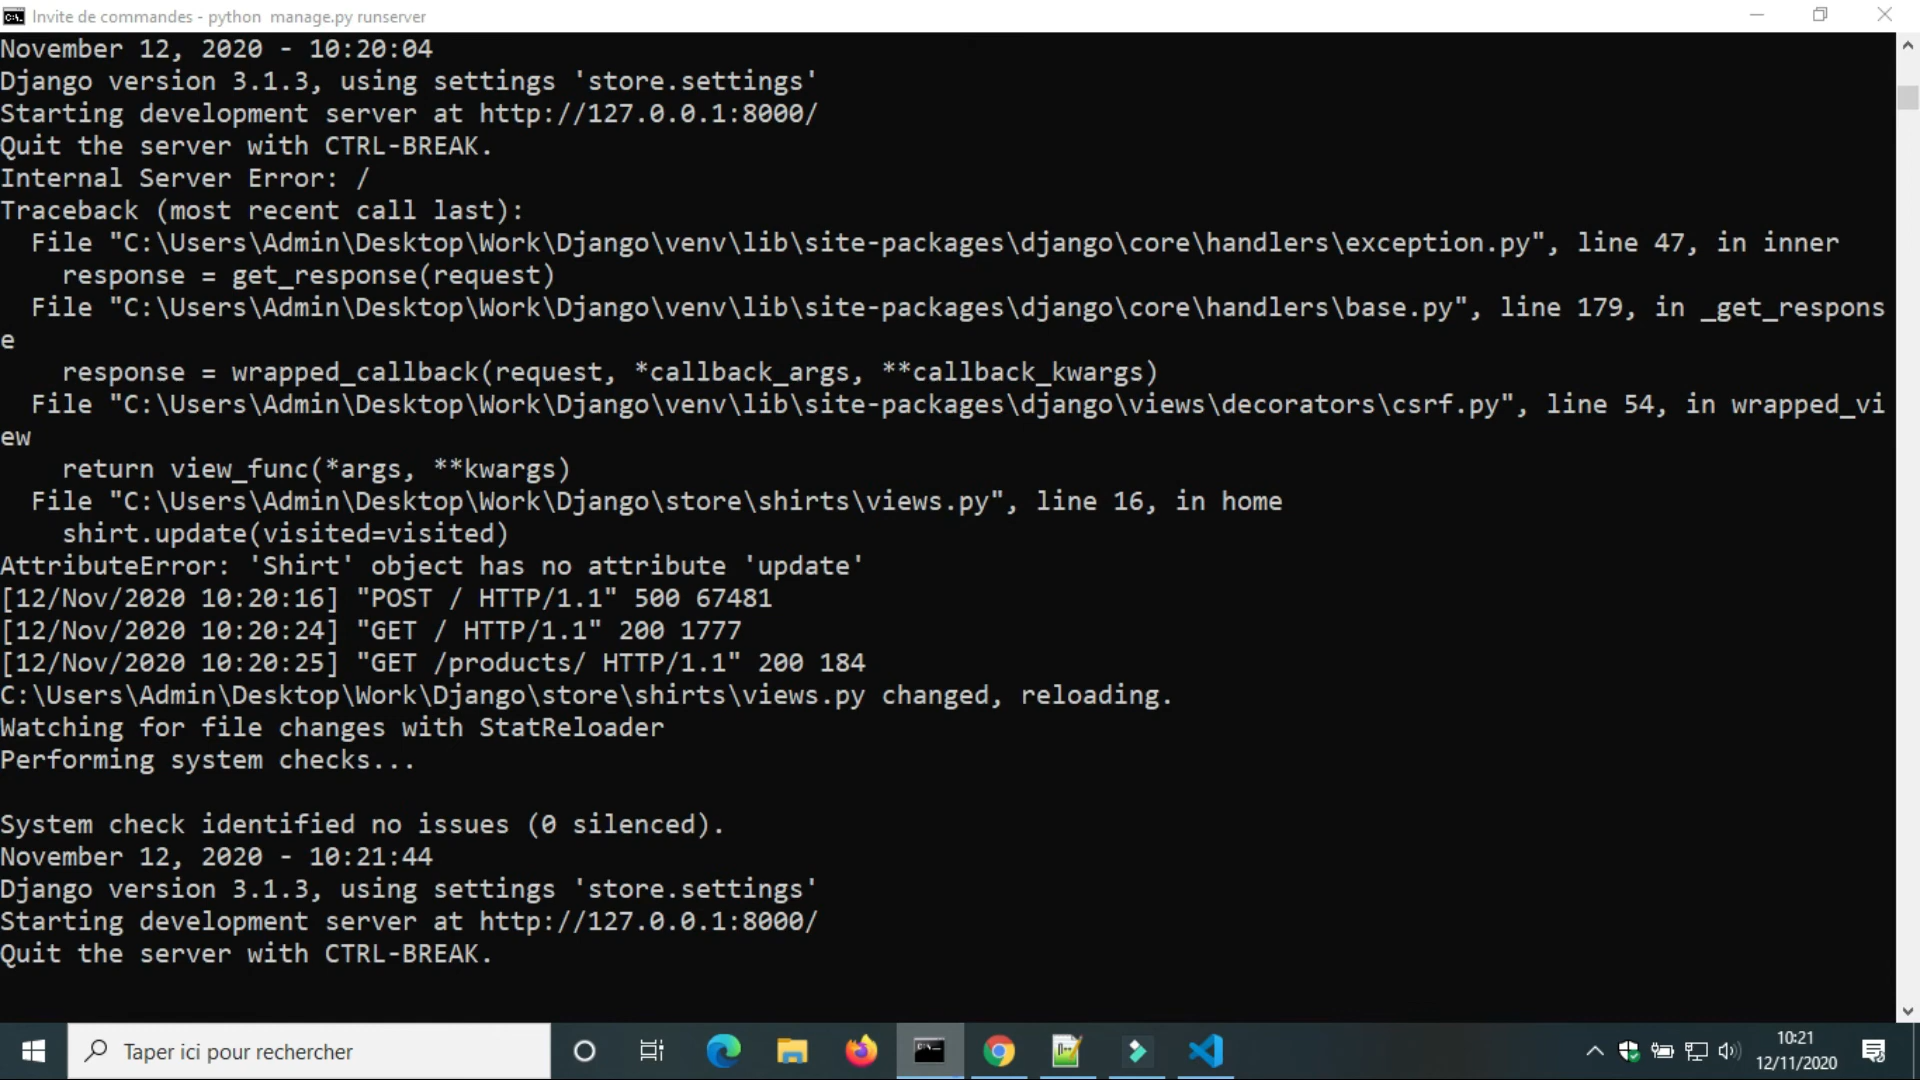 Invite de commandes - python  manage.py runserver
November 12, 2020 - 10:20:04
Django version 3.1.3, using settings 'store.settings'
Starting development server at http://127.0.0.1:8000/
Quit the server with CTRL-BREAK.
Internal Server Error: /
Traceback (most recent call last):
  File "C:\Users\Admin\Desktop\Work\Django\venv\lib\site-packages\django\core\handlers\exception.py", line 47, in inner
    response = get_response(request)
  File "C:\Users\Admin\Desktop\Work\Django\venv\lib\site-packages\django\core\handlers\base.py", line 179, in _get_respons
e
    response = wrapped_callback(request, *callback_args, **callback_kwargs)
  File "C:\Users\Admin\Desktop\Work\Django\venv\lib\site-packages\django\views\decorators\csrf.py", line 54, in wrapped_vi
ew
    return view_func(*args, **kwargs)
  File "C:\Users\Admin\Desktop\Work\Django\store\shirts\views.py", line 16, in home
    shirt.update(visited=visited)
AttributeError: 'Shirt' object has no attribute 'update'
[12/Nov/2020 10:20:16] "POST / HTTP/1.1" 500 67481
[12/Nov/2020 10:20:24] "GET / HTTP/1.1" 200 1777
[12/Nov/2020 10:20:25] "GET /products/ HTTP/1.1" 200 184
C:\Users\Admin\Desktop\Work\Django\store\shirts\views.py changed, reloading.
Watching for file changes with StatReloader
Performing system checks...

System check identified no issues (0 silenced).
November 12, 2020 - 10:21:44
Django version 3.1.3, using settings 'store.settings'
Starting development server at http://127.0.0.1:8000/
Quit the server with CTRL-BREAK.
Taper ici pour rechercher
10:21
12/11/2020